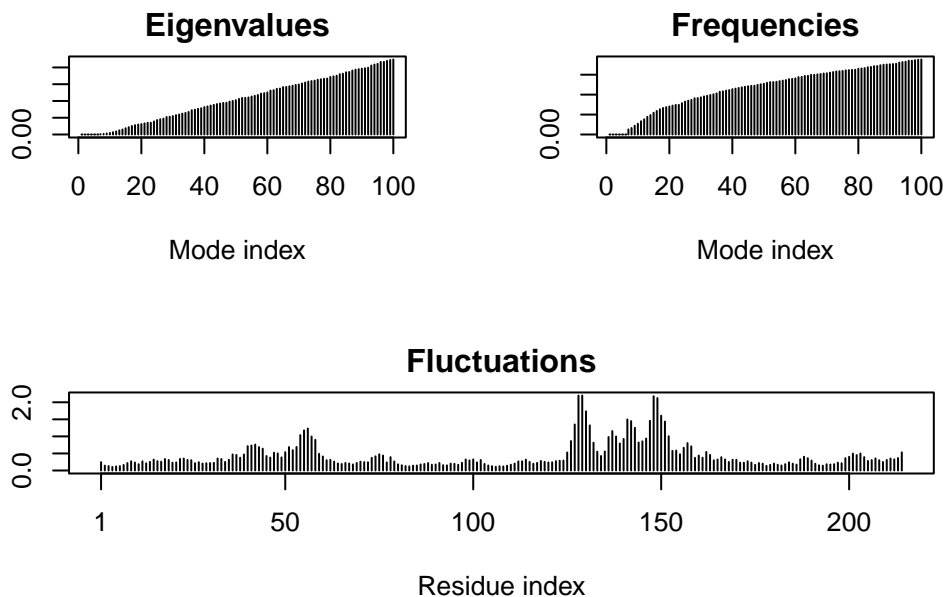 Eigenvalues
0.00
0 20 40 60 80 100
Mode index
Frequencies
0.00
0 20 40 60 80 100
Mode index
Fluctuations
2.0
0.0
1 50 100 150 200
Residue index